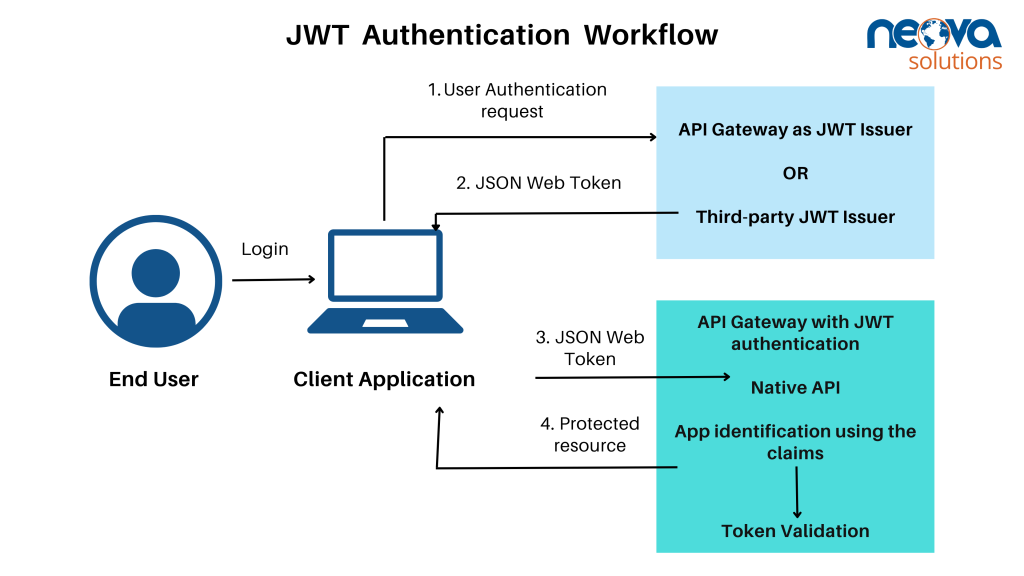 JWT Authentication Workflow
neova
solutions
1. User Authentication
request
API Gateway as JWT Issuer
OR
2. JSON Web Token
Third-party JWT Issuer
Login
End User
Client Application
3. JSON Web
Token
API Gateway with JWT
authentication
Native API
4. Protected
resource
App identification using the
claims
Token Validation